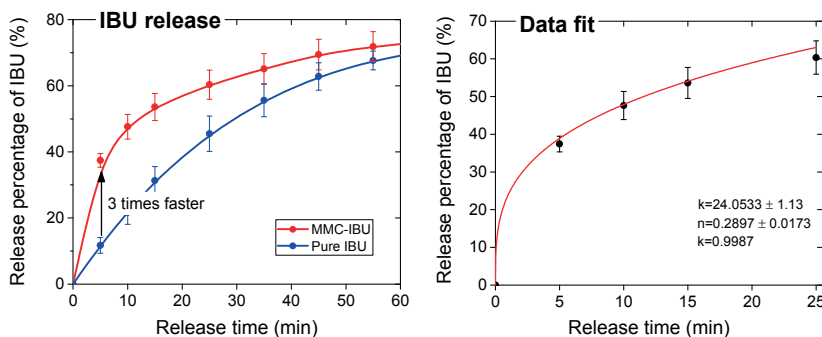 IBU release
Release percentage of IBU (%)
80
60
40
20
0
3 times faster
MMC-IBU
Pure IBU
0 10 20 30 40 50 60
Release time (min)
Data fit
Release percentage of IBU (%)
70
60
50
40
30
20
10
0
k=24.0533 ± 1.13
n=0.2897 ± 0.0173
k=0.9987
0 5 10 15 20 25
Release time (min)